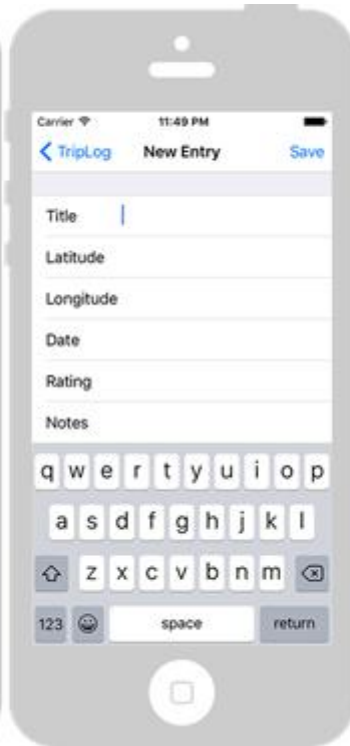 Carrier 11:49 PM
TripLog New Entry Save
Title
Latitude
Longitude
Date
Rating
Notes
q w e r t y u i o p
a s d f g h j k l
z x c v b n m
123 space return